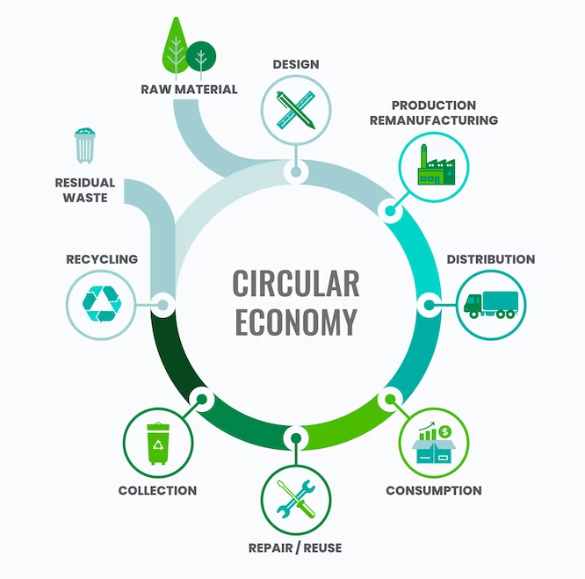 RAW MATERIAL
DESIGN
PRODUCTION
REMANUFACTURING
RESIDUAL
WASTE
RECYCLING
DISTRIBUTION
CIRCULAR
ECONOMY
$
COLLECTION
CONSUMPTION
REPAIR / REUSE